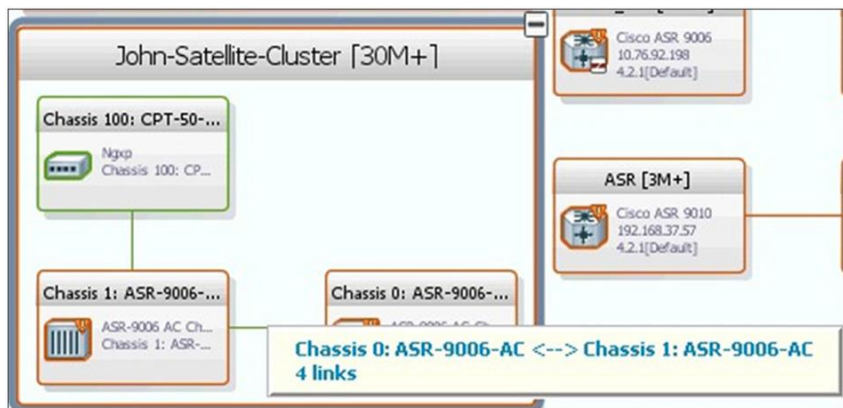 John-Satellite-Cluster [30M+]
Chassis 100: CPT-50-...
Ngxp
Chassis 100: CP...
Chassis 1: ASR-9006-...
ASR-9006 AC Ch...
Chassis 1: ASR-...
Chassis 0: ASR-9006-...
Chassis 0: ASR-9006-AC <--> Chassis 1: ASR-9006-AC
4 links
Cisco ASR 9006
10.76.92.198
4.2.1[Default]
ASR [3M+]
Cisco ASR 9010
192.168.37.57
4.2.1[Default]